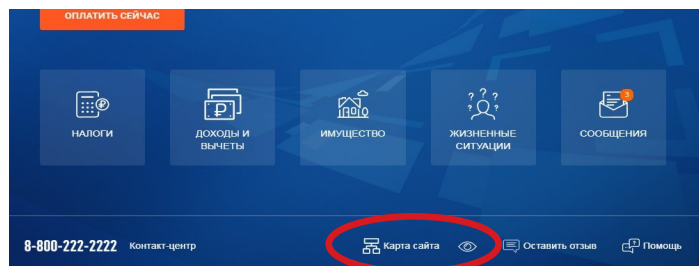 ОПЛАТИТЬ СЕЙЧАС
НАЛОГИ
ДОХОДЫ И
ВЫЧЕТЫ
ИМУЩЕСТВО
ЖИЗНЕННЫЕ
СИТУАЦИИ
3
СООБЩЕНИЯ
8-800-222-2222 Контакт-центр Карта сайта Оставить отзыв Помощь